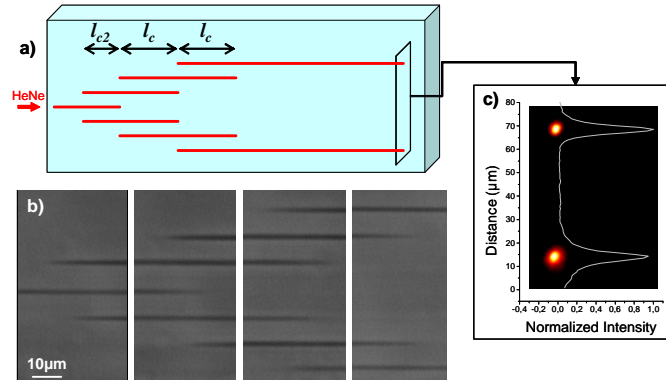 a)
l_c2 l_c l_c
HeNe
b)
10µm
c)
80
70
60
50
40
30
20
10
0
Distance (µm)
-0,4 -0,2 0,0 0,2 0,4 0,6 0,8 1,0
Normalized Intensity